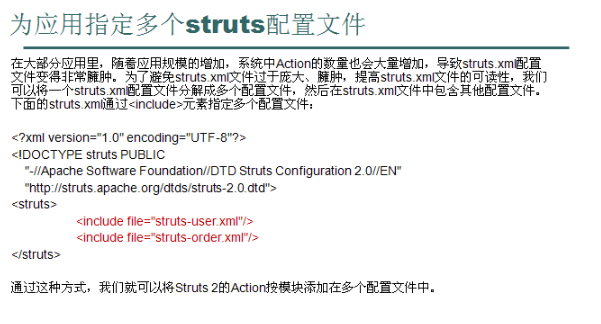 为应用指定多个struts配置文件
在大部分应用里，随着应用规模的增加，系统中Action的数量也会大量增加，导致struts.xml配置
文件变得非常臃肿。为了避免struts.xml文件过于庞大、臃肿，提高struts.xml文件的可读性，我们
可以将一个struts.xml配置文件分解成多个配置文件，然后在struts.xml文件中包含其他配置文件。
下面的struts.xml通过<include>元素指定多个配置文件：
<?xml version="1.0" encoding="UTF-8"?>
<!DOCTYPE struts PUBLIC
"-//Apache Software Foundation//DTD Struts Configuration 2.0//EN"
"http://struts.apache.org/dtds/struts-2.0.dtd">
<struts>
<include file="struts-user.xml"/>
<include file="struts-order.xml"/>
</struts>
通过这种方式，我们就可以将Struts 2的Action按模块添加在多个配置文件中。